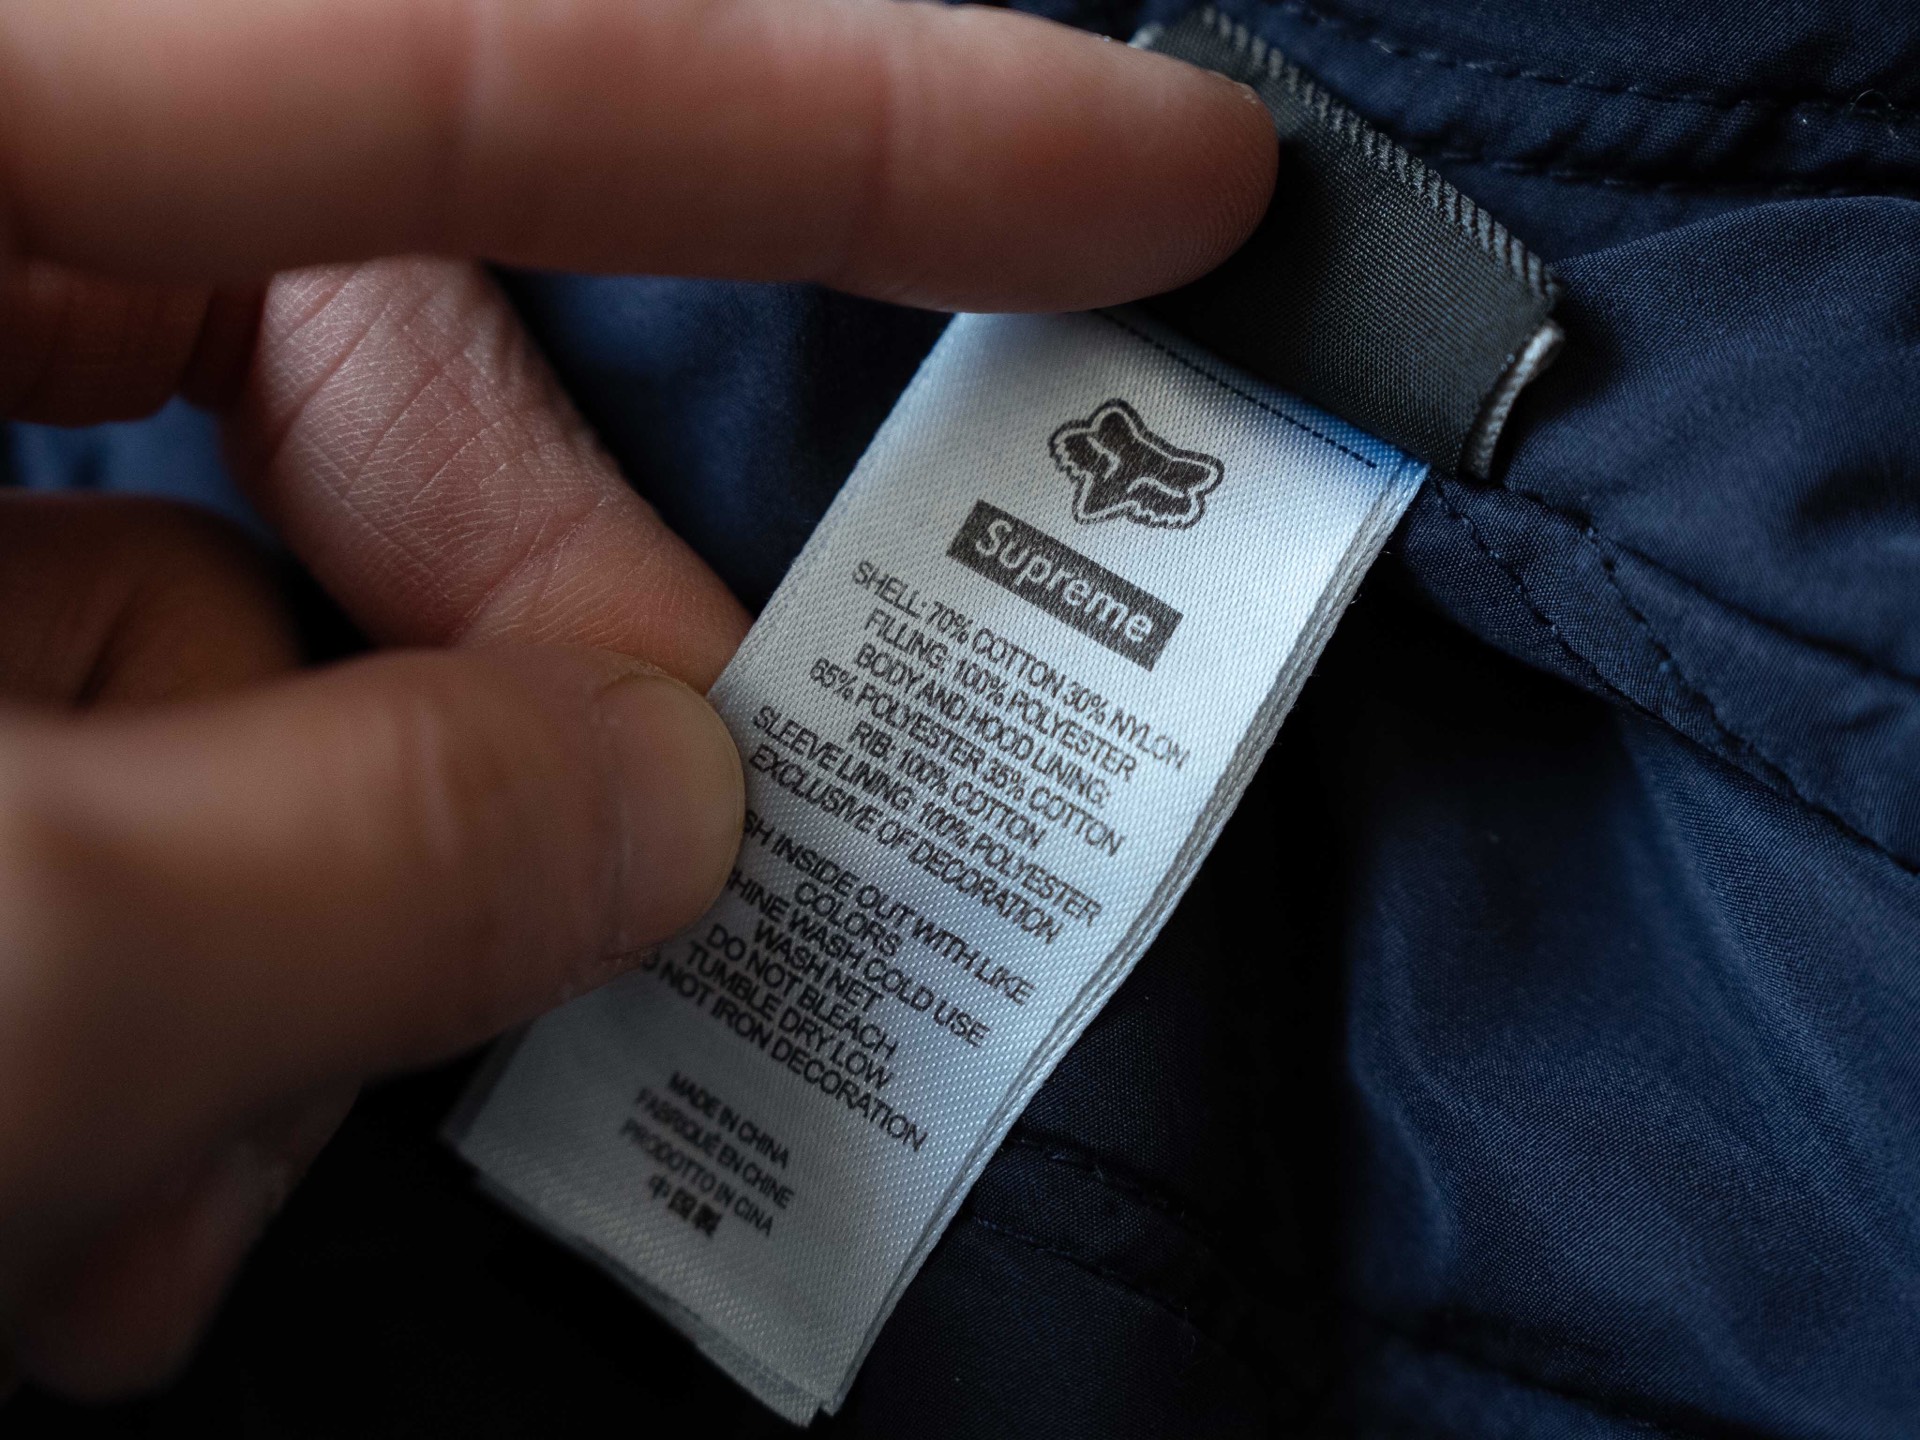 Supreme
SHELL: 70% COTTON 30% NYLON
FILLING: 100% POLYESTER
BODY AND HOOD LINING:
65% POLYESTER 35% COTTON
RIB: 100% COTTON
SLEEVE LINING: 100% POLYESTER
EXCLUSIVE OF DECORATION
SH INSIDE OUT WITH LIKE
COLORS
HINE WASH COLD USE
WASH NET
DO NOT BLEACH
TUMBLE DRY LOW
NOT IRON DECORATION
MADE IN CHINA
FABRIQUÉ EN CHINE
PRODOTTO IN CINA
中国製